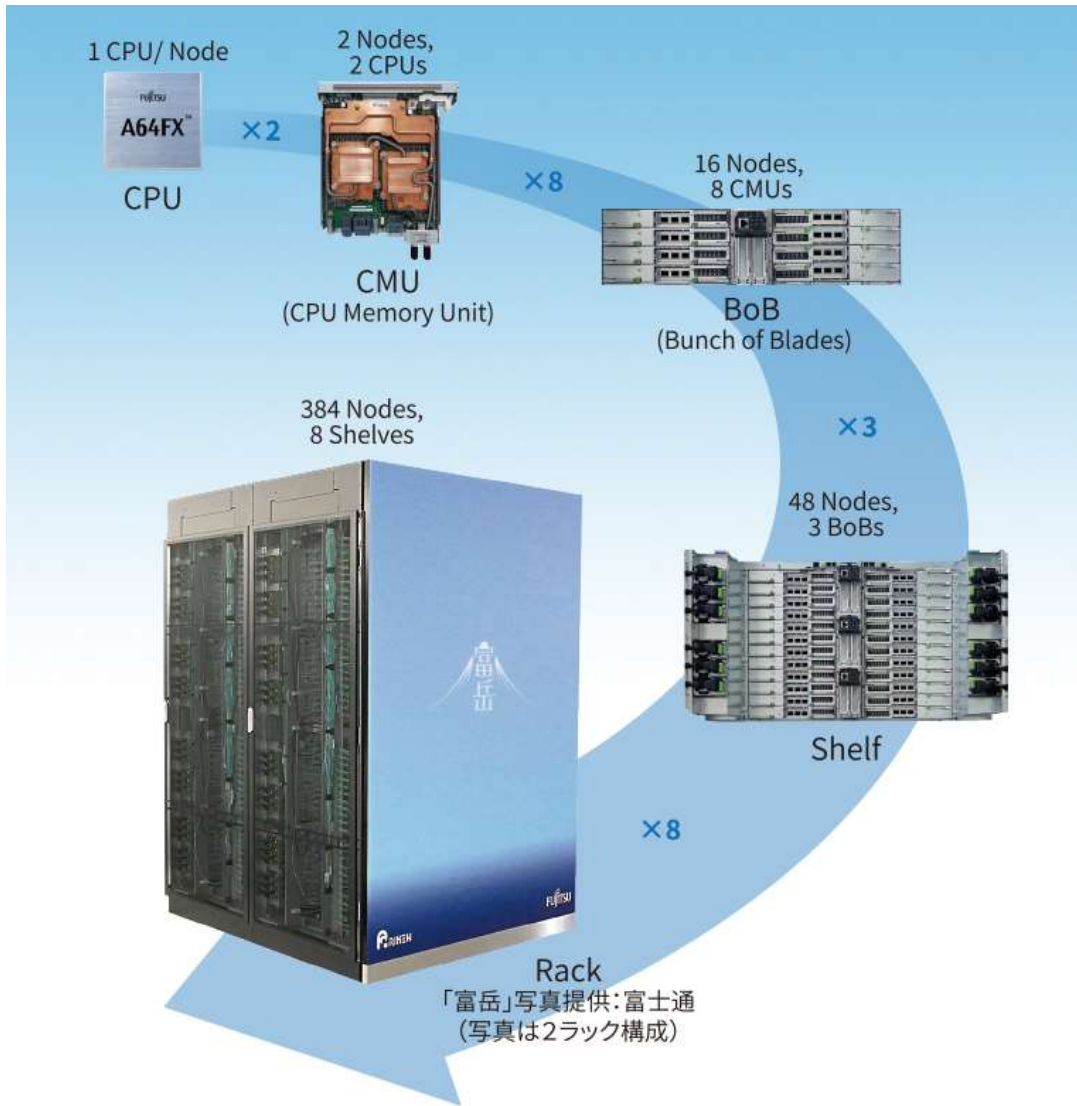 1 CPU/ Node
FUJITSU
A64FX™
CPU
×2
2 Nodes,
2 CPUs
CMU
(CPU Memory Unit)
×8
16 Nodes,
8 CMUs
BoB
(Bunch of Blades)
×3
48 Nodes,
3 BoBs
Shelf
×8
384 Nodes,
8 Shelves
富岳
FUJITSU
RIKEN
Rack
「富岳」写真提供：富士通
（写真は2ラック構成）